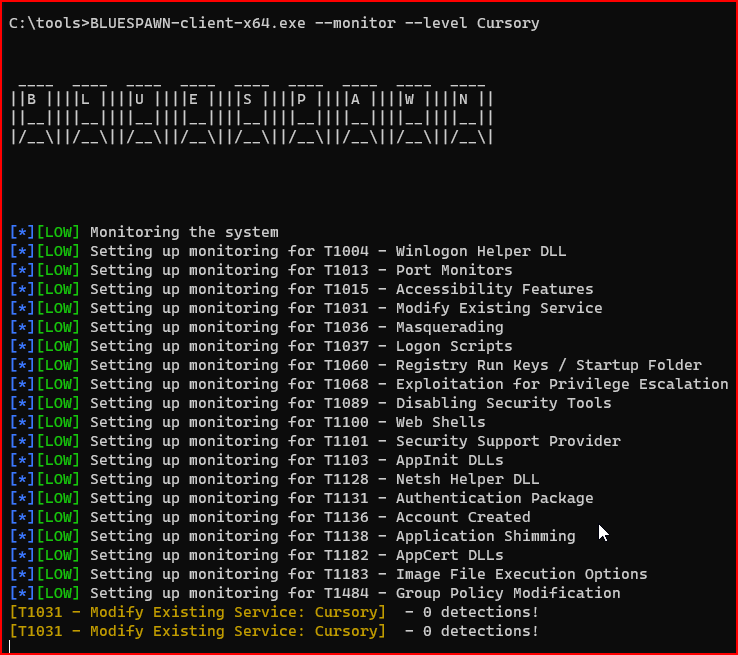 C:\tools>BLUESPAWN-client-x64.exe --monitor --level Cursory
 ____  ____  ____  ____  ____  ____  ____  ____  ____
||B ||||L ||||U ||||E ||||S ||||P ||||A ||||W ||||N ||
||__||||__||||__||||__||||__||||__||||__||||__||||__||
|/__\||/__\||/__\||/__\||/__\||/__\||/__\||/__\||/__\|
[*][LOW] Monitoring the system
[*][LOW] Setting up monitoring for T1004 - Winlogon Helper DLL
[*][LOW] Setting up monitoring for T1013 - Port Monitors
[*][LOW] Setting up monitoring for T1015 - Accessibility Features
[*][LOW] Setting up monitoring for T1031 - Modify Existing Service
[*][LOW] Setting up monitoring for T1036 - Masquerading
[*][LOW] Setting up monitoring for T1037 - Logon Scripts
[*][LOW] Setting up monitoring for T1060 - Registry Run Keys / Startup Folder
[*][LOW] Setting up monitoring for T1068 - Exploitation for Privilege Escalation
[*][LOW] Setting up monitoring for T1089 - Disabling Security Tools
[*][LOW] Setting up monitoring for T1100 - Web Shells
[*][LOW] Setting up monitoring for T1101 - Security Support Provider
[*][LOW] Setting up monitoring for T1103 - AppInit DLLs
[*][LOW] Setting up monitoring for T1128 - Netsh Helper DLL
[*][LOW] Setting up monitoring for T1131 - Authentication Package
[*][LOW] Setting up monitoring for T1136 - Account Created
[*][LOW] Setting up monitoring for T1138 - Application Shimming
[*][LOW] Setting up monitoring for T1182 - AppCert DLLs
[*][LOW] Setting up monitoring for T1183 - Image File Execution Options
[*][LOW] Setting up monitoring for T1484 - Group Policy Modification
[T1031 - Modify Existing Service: Cursory]  - 0 detections!
[T1031 - Modify Existing Service: Cursory]  - 0 detections!